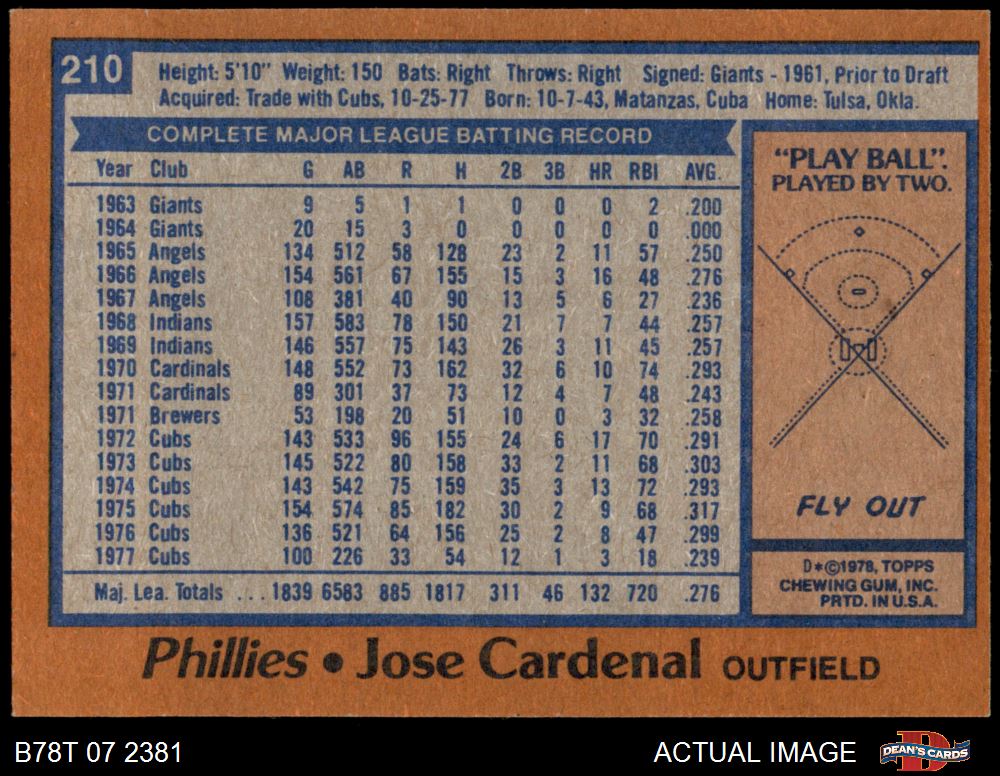 210
Height: 5'10" Weight: 150 Bats: Right Throws: Right Signed: Giants - 1961, Prior to Draft
Acquired: Trade with Cubs, 10-25-77 Born: 10-7-43, Matanzas, Cuba Home: Tulsa, Okla.
COMPLETE MAJOR LEAGUE BATTING RECORD
Year Club G AB R H 2B 3B HR RBI AVG.
1963 Giants 9 5 1 1 0 0 0 2 .200
1964 Giants 20 15 3 0 0 0 0 0 .000
1965 Angels 134 512 58 128 23 2 11 57 .250
1966 Angels 154 561 67 155 15 3 16 48 .276
1967 Angels 108 381 40 90 13 5 6 27 .236
1968 Indians 157 583 78 150 21 7 7 44 .257
1969 Indians 146 557 75 143 26 3 11 45 .257
1970 Cardinals 148 552 73 162 32 6 10 74 .293
1971 Cardinals 89 301 37 73 12 4 7 48 .243
1971 Brewers 53 198 20 51 10 0 3 32 .258
1972 Cubs 143 533 96 155 24 6 17 70 .291
1973 Cubs 145 522 80 158 33 2 11 68 .303
1974 Cubs 143 542 75 159 35 3 13 72 .293
1975 Cubs 154 574 85 182 30 2 9 68 .317
1976 Cubs 136 521 64 156 25 2 8 47 .299
1977 Cubs 100 226 33 54 12 1 3 18 .239
Maj. Lea. Totals ... 1839 6583 885 1817 311 46 132 720 .276
"PLAY BALL".
PLAYED BY TWO.
FLY OUT
D*©1978, TOPPS
CHEWING GUM, INC.
PRTD. IN U.S.A.
Phillies • Jose Cardenal OUTFIELD
B78T 07 2381
ACTUAL IMAGE
DEAN'S CARDS